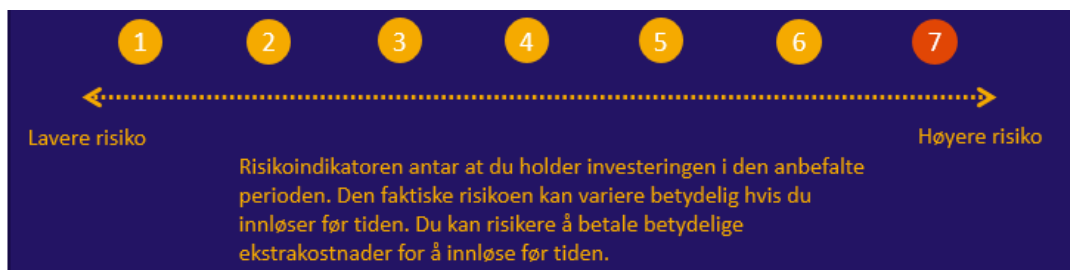 1 2 3 4 5 6 7
Lavere risiko Høyere risiko
Risikoindikatoren antar at du holder investeringen i den anbefalte
perioden. Den faktiske risikoen kan variere betydelig hvis du
innløser før tiden. Du kan risikere å betale betydelige
ekstrakostnader for å innløse før tiden.